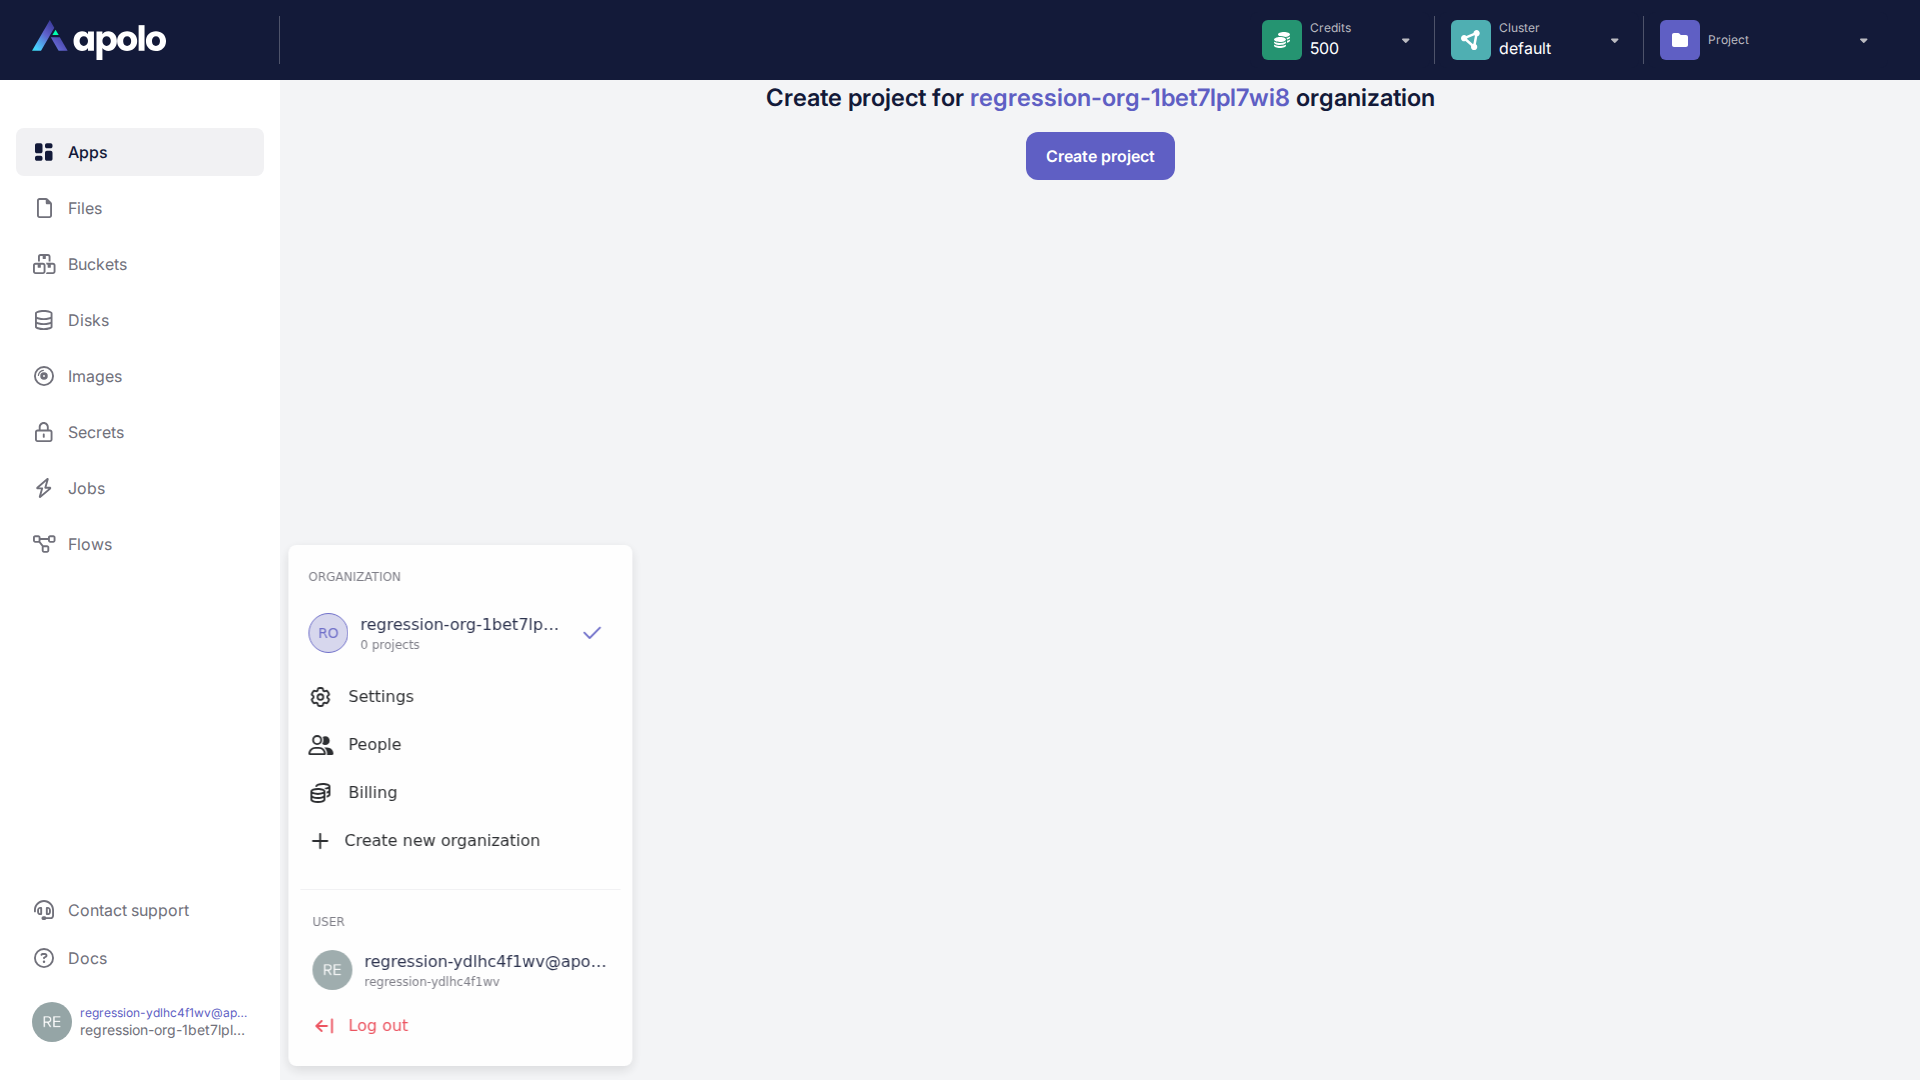 apolo
Credits
500
Cluster
default
Project
Create project for regression-org-1bet7lpl7wi8 organization
Create project
Apps
Files
Buckets
Disks
Images
Secrets
Jobs
Flows
ORGANIZATION
RO
regression-org-1bet7lp...
0 projects
Settings
People
Billing
Create new organization
USER
RE
regression-ydlhc4f1wv@apo...
regression-ydlhc4f1wv
Log out
Contact support
Docs
RE
regression-ydlhc4f1wv@ap...
regression-org-1bet7lpl...